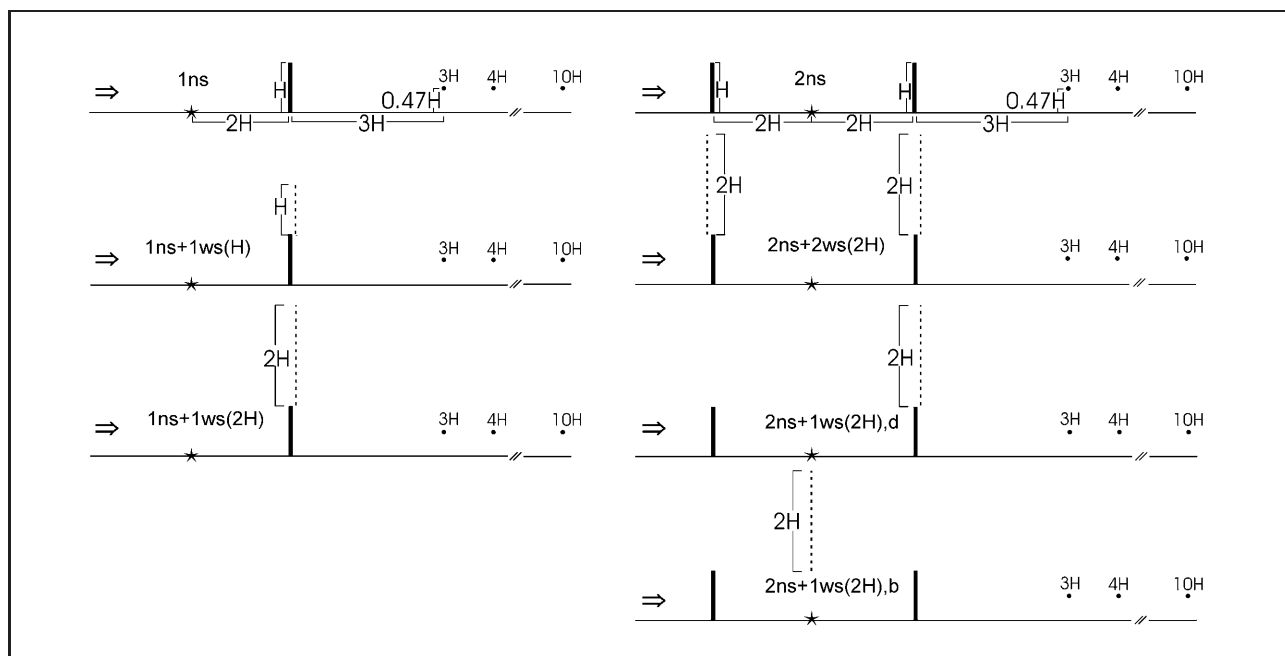 1ns
H
3H 4H 10H
0.47H
2H 3H
H
2ns
H
3H 4H 10H
0.47H
2H 2H 3H
H
1ns+1ws(H)
3H 4H 10H
2H
2H
2ns+2ws(2H)
3H 4H 10H
2H
1ns+1ws(2H)
3H 4H 10H
2H
2ns+1ws(2H),d
3H 4H 10H
2H
2ns+1ws(2H),b
3H 4H 10H